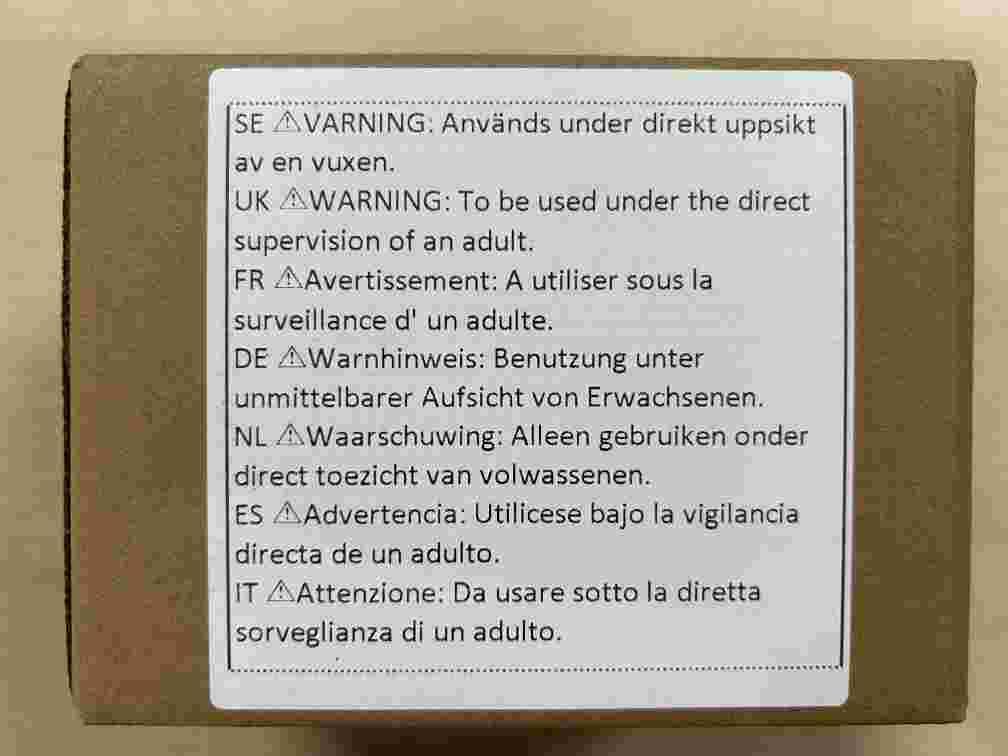 SE ⚠VARNING: Används under direkt uppsikt
av en vuxen.
UK ⚠WARNING: To be used under the direct
supervision of an adult.
FR ⚠Avertissement: A utiliser sous la
surveillance d' un adulte.
DE ⚠Warnhinweis: Benutzung unter
unmittelbarer Aufsicht von Erwachsenen.
NL ⚠Waarschuwing: Alleen gebruiken onder
direct toezicht van volwassenen.
ES ⚠Advertencia: Utilicese bajo la vigilancia
directa de un adulto.
IT ⚠Attenzione: Da usare sotto la diretta
sorveglianza di un adulto.